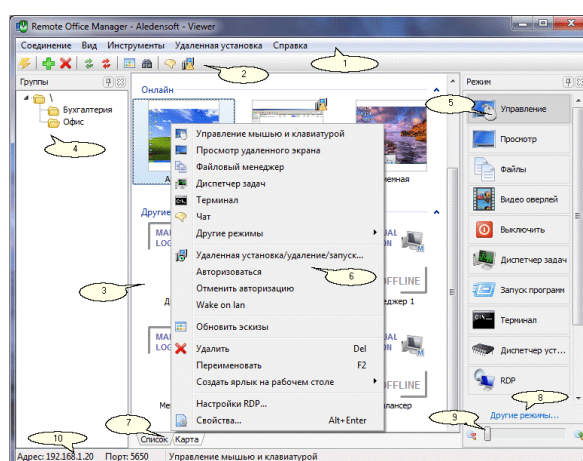 Remote Office Manager - Aledensoft - Viewer
Соединение Вид Инструменты Удаленная установка Справка
1
2
Группы
\
Бухгалтерия
Офис
4
Онлайн
Другие
3
Управление мышью и клавиатурой
Просмотр удаленного экрана
Файловый менеджер
Диспетчер задач
Терминал
Чат
Другие режимы
Удаленная установка/удаление/запуск...
Авторизоваться
6
Отменить авторизацию
Wake on lan
Обновить эскизы
Удалить Del
Переименовать F2
Создать ярлык на рабочем столе
Настройки RDP...
Свойства... Alt+Enter
7
Список Карта
Режим
5
Управление
Просмотр
Файлы
Видео оверлей
Выключить
Диспетчер задач
Запуск программ
Терминал
Диспетчер уст...
RDP
8
Другие режимы...
9
10
Адрес: 192.168.1.20 Порт: 5650 Управление мышью и клавиатурой